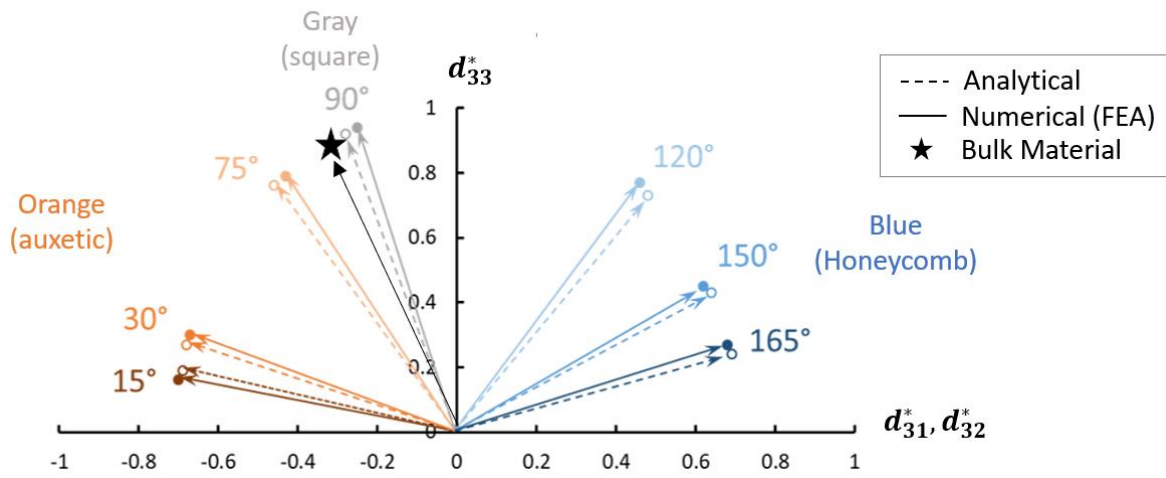 Gray
(square)
90°
d*33
Analytical
Numerical (FEA)
★ Bulk Material
75°
120°
Orange
(auxetic)
Blue
(Honeycomb)
150°
30°
165°
15°
1
0.8
0.6
0.4
0.2
0
d*31, d*32
-1 -0.8 -0.6 -0.4 -0.2 0 0.2 0.4 0.6 0.8 1